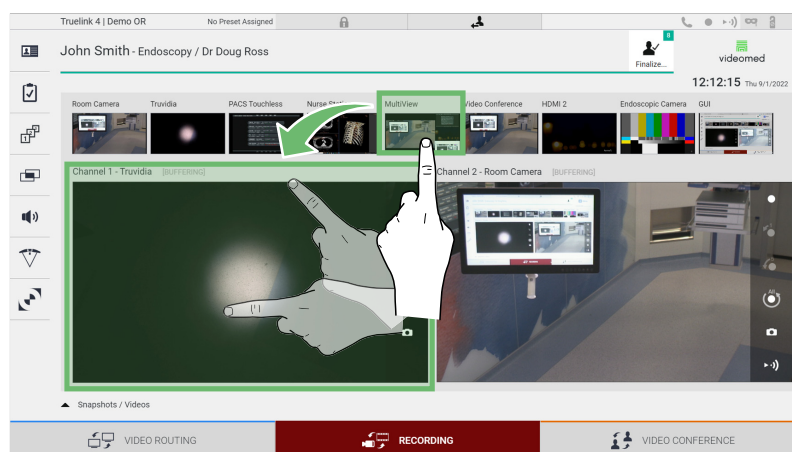 Truelink 4 | Demo OR
No Preset Assigned
John Smith - Endoscopy / Dr Doug Ross
8
Finalize...
videomed
12:12:15 Thu 9/1/2022
Room Camera
Truvidia
PACS Touchless
MultiView
Video Conference
HDMI 2
Endoscopic Camera
GUI
Channel 1 - Truvidia [BUFFERING]
Channel 2 - Room Camera [BUFFERING]
All
Snapshots / Videos
VIDEO ROUTING
RECORDING
VIDEO CONFERENCE